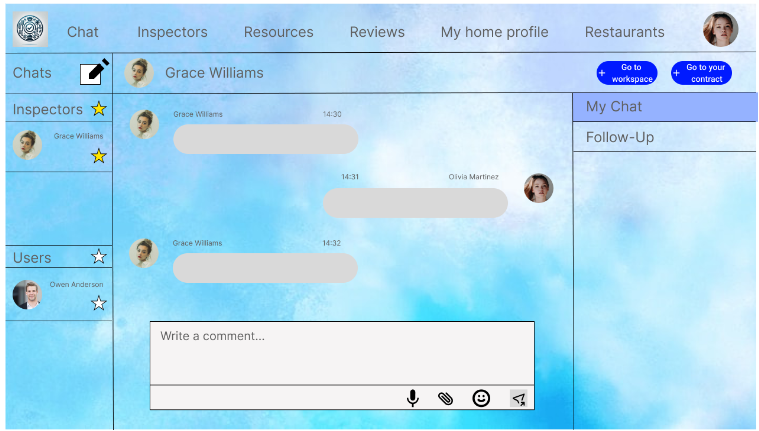 Chat Inspectors Resources Reviews My home profile Restaurants
Chats
Grace Williams
+ Go to workspace
+ Go to your contract
Inspectors
Grace Williams
Users
Owen Anderson
Grace Williams 14:30
14:31 Olivia Martinez
Grace Williams 14:32
Write a comment...
My Chat
Follow-Up